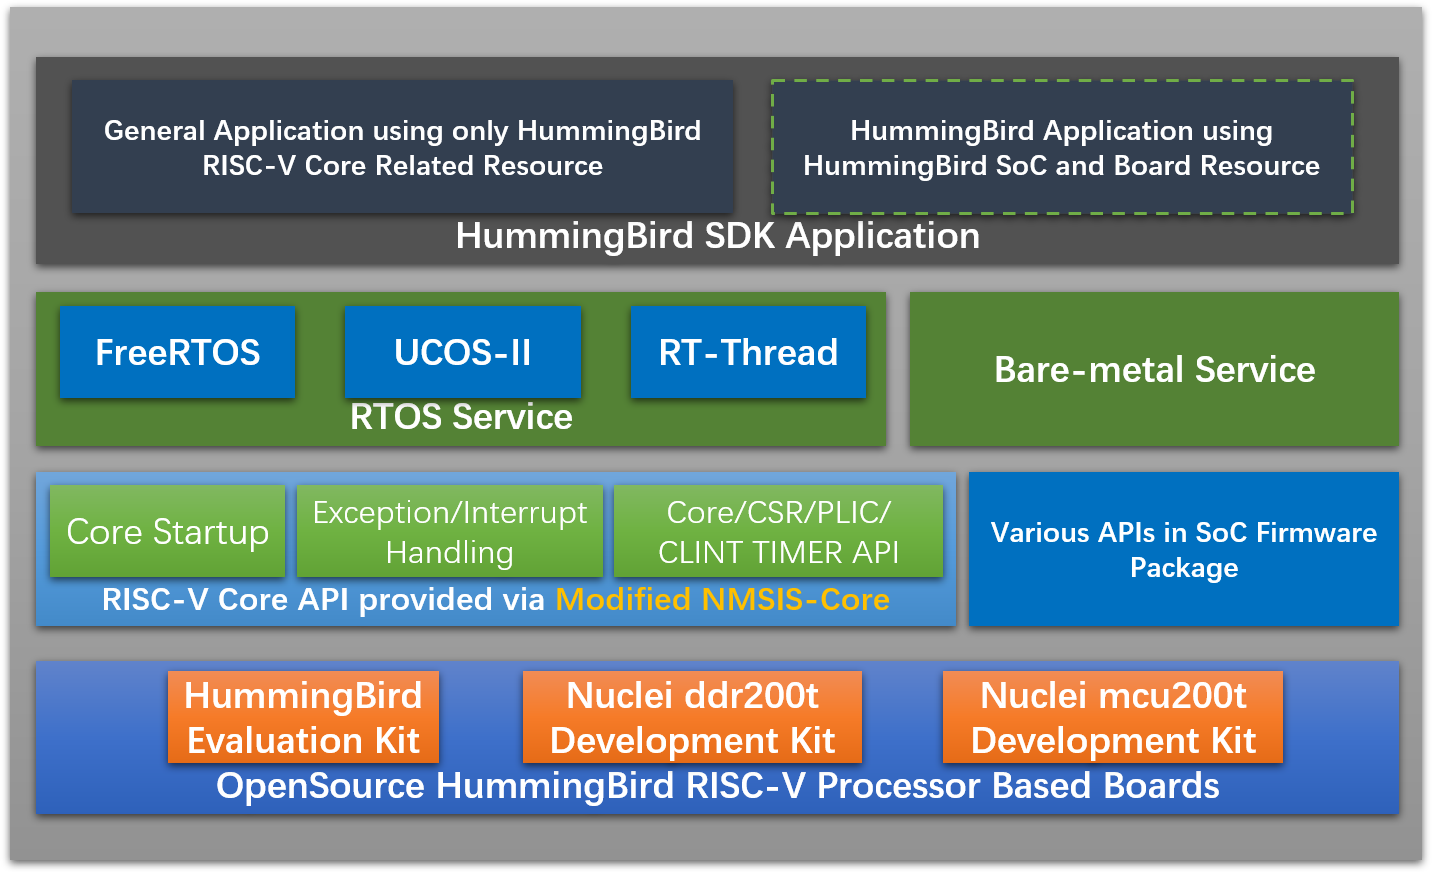 General Application using only HummingBird
RISC-V Core Related Resource
HummingBird Application using
HummingBird SoC and Board Resource
HummingBird SDK Application
FreeRTOS
UCOS-II
RT-Thread
RTOS Service
Bare-metal Service
Core Startup
Exception/Interrupt
Handling
Core/CSR/PLIC/
CLINT TIMER API
RISC-V Core API provided via Modified NMSIS-Core
Various APIs in SoC Firmware
Package
HummingBird
Evaluation Kit
Nuclei ddr200t
Development Kit
Nuclei mcu200t
Development Kit
OpenSource HummingBird RISC-V Processor Based Boards